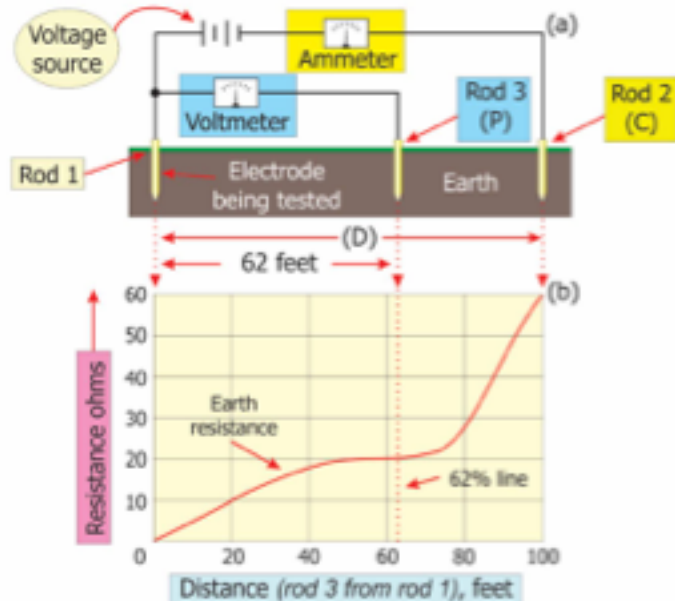 Voltage
source
(a)
Ammeter
Voltmeter
Rod 3
(P)
Rod 2
(C)
Rod 1
Electrode
being tested
Earth
(D)
62 feet
(b)
Resistance ohms
60
50
40
30
20
10
Earth
resistance
62% line
0
20
40
60
80
100
Distance (rod 3 from rod 1), feet